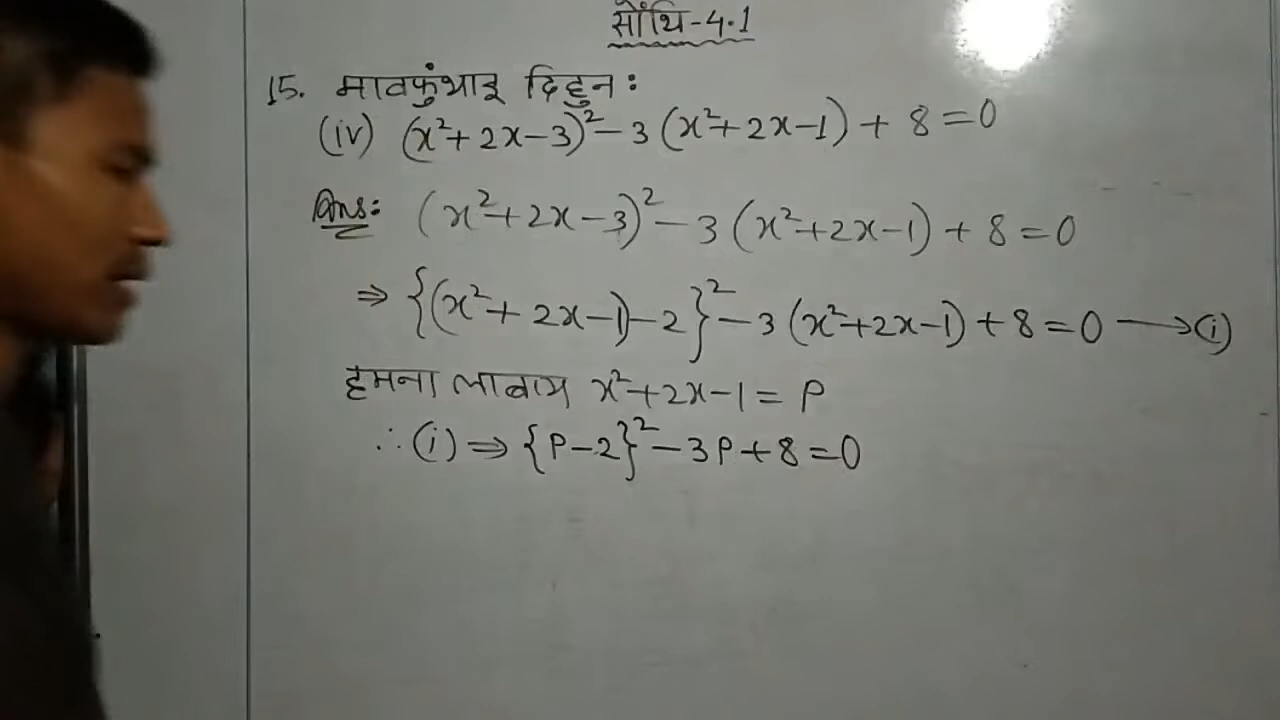 सोंथि-4.1
15. मावफुंथाइ दिहुन:
(iv) (x²+2x-3)²-3(x²+2x-1)+8=0
Ans: (x²+2x-3)²-3(x²+2x-1)+8=0
⇒ {(x²+2x-1)-2}²-3(x²+2x-1)+8=0 ⟶(i)
हमना लाबाय x²+2x-1=P
∴(i)⇒{P-2}²-3P+8=0